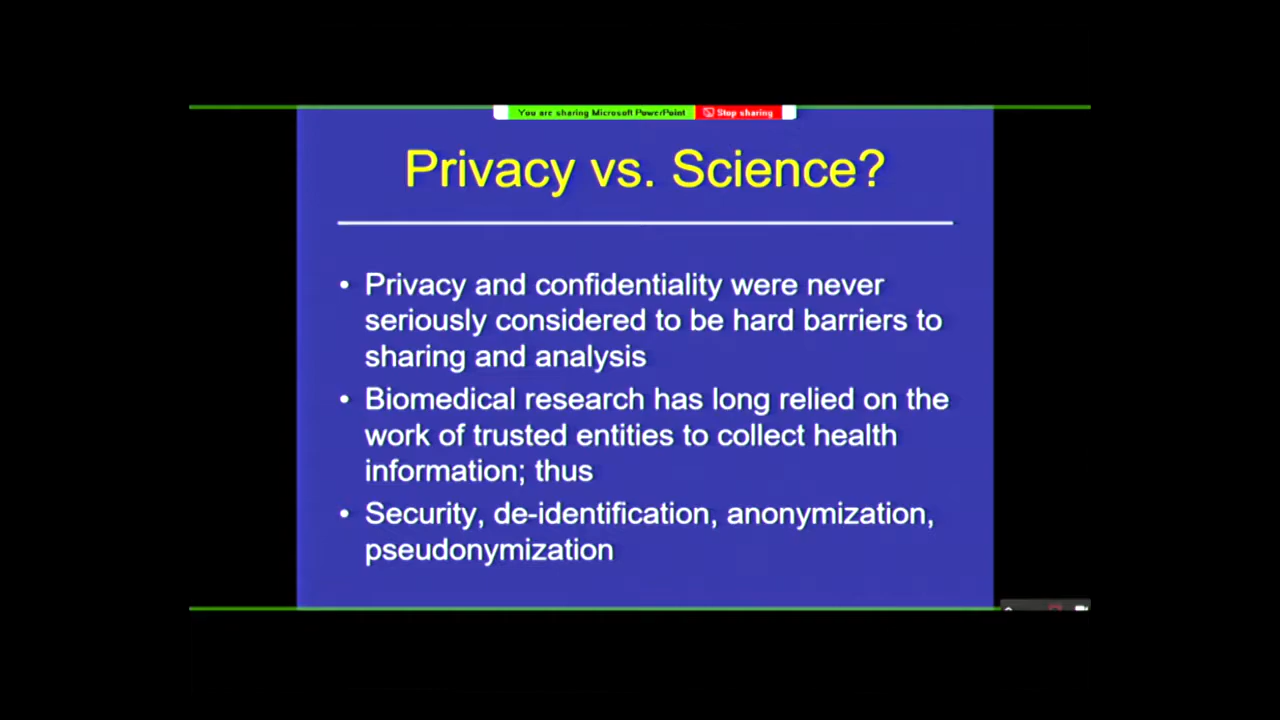 You are sharing Microsoft PowerPoint Stop sharing
Privacy vs. Science?
• Privacy and confidentiality were never
seriously considered to be hard barriers to
sharing and analysis
• Biomedical research has long relied on the
work of trusted entities to collect health
information; thus
• Security, de-identification, anonymization,
pseudonymization